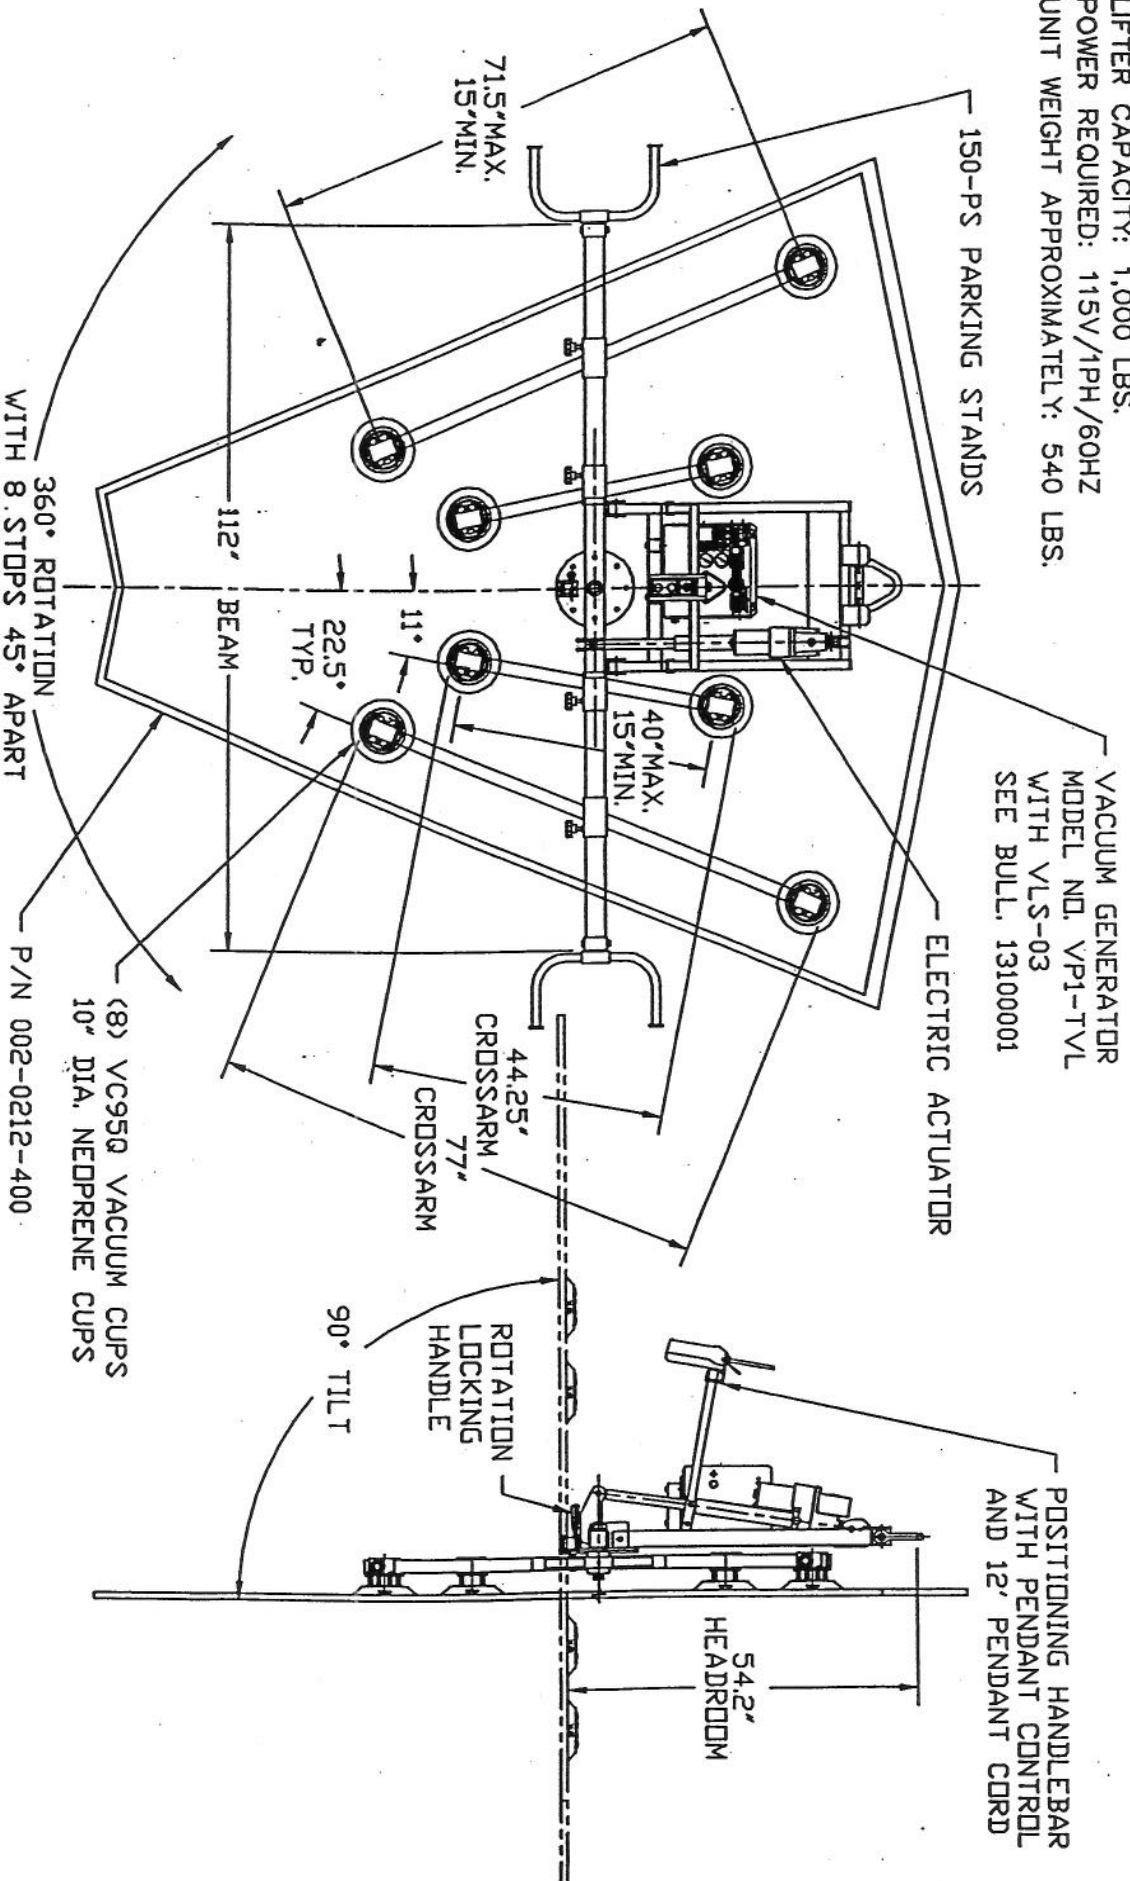 LIFTER CAPACITY: 1,000 LBS.
POWER REQUIRED: 115V/1PH/60HZ
UNIT WEIGHT APPROXIMATELY: 540 LBS.
150-PS PARKING STANDS
71.5"MAX.
15"MIN.
VACUUM GENERATOR
MODEL NO. VP1-TVL
WITH VLS-03
SEE BULL. 13100001
ELECTRIC ACTUATOR
POSITIONING HANDLEBAR
WITH PENDANT CONTROL
AND 12' PENDANT CORD
40"MAX.
15"MIN.
11°
22.5°
TYP.
112" BEAM
44.25"
CROSSARM
77"
CROSSARM
ROTATION
LOCKING
HANDLE
54.2"
HEADROOM
90° TILT
360° ROTATION
WITH 8 STOPS 45° APART
(8) VC95Q VACUUM CUPS
10" DIA. NEOPRENE CUPS
P/N 002-0212-400